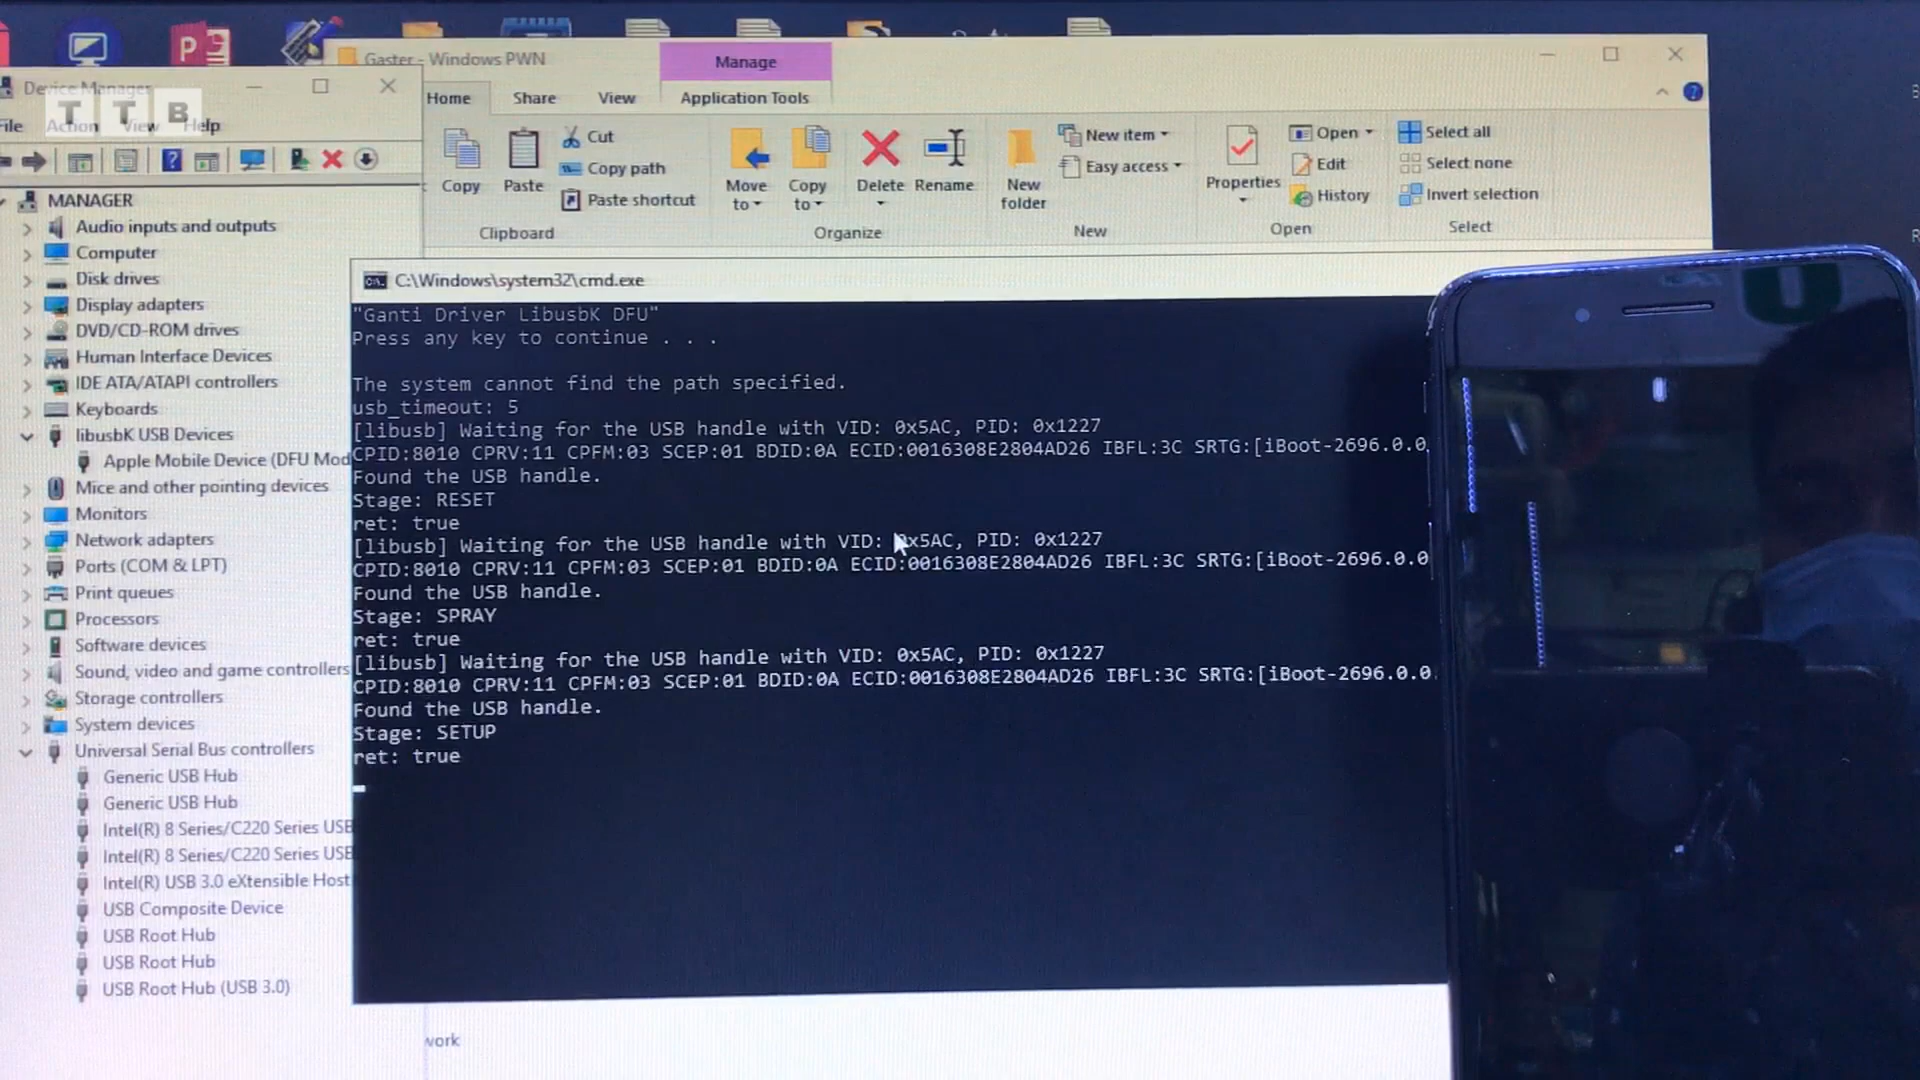 Gaster - Windows PWN
Manage
Device Manager
TTB
File Action View Help
Home Share View Application Tools
Copy
Paste
Cut
Copy path
Paste shortcut
Clipboard
Move to
Copy to
Delete
Rename
Organize
New folder
New item
Easy access
New
Properties
Open
Edit
History
Open
Select all
Select none
Invert selection
Select
MANAGER
Audio inputs and outputs
Computer
Disk drives
Display adapters
DVD/CD-ROM drives
Human Interface Devices
IDE ATA/ATAPI controllers
Keyboards
libusbK USB Devices
Apple Mobile Device (DFU Mod
Mice and other pointing devices
Monitors
Network adapters
Ports (COM & LPT)
Print queues
Processors
Software devices
Sound, video and game controllers
Storage controllers
System devices
Universal Serial Bus controllers
Generic USB Hub
Generic USB Hub
Intel(R) 8 Series/C220 Series USB
Intel(R) 8 Series/C220 Series USB
Intel(R) USB 3.0 eXtensible Host
USB Composite Device
USB Root Hub
USB Root Hub
USB Root Hub (USB 3.0)
C:\Windows\system32\cmd.exe
"Ganti Driver LibusbK DFU"
Press any key to continue . . .
The system cannot find the path specified.
usb_timeout: 5
[libusb] Waiting for the USB handle with VID: 0x5AC, PID: 0x1227
CPID:8010 CPRV:11 CPFM:03 SCEP:01 BDID:0A ECID:0016308E2804AD26 IBFL:3C SRTG:[iBoot-2696.0.0.
Found the USB handle.
Stage: RESET
ret: true
[libusb] Waiting for the USB handle with VID: 0x5AC, PID: 0x1227
CPID:8010 CPRV:11 CPFM:03 SCEP:01 BDID:0A ECID:0016308E2804AD26 IBFL:3C SRTG:[iBoot-2696.0.0
Found the USB handle.
Stage: SPRAY
ret: true
[libusb] Waiting for the USB handle with VID: 0x5AC, PID: 0x1227
CPID:8010 CPRV:11 CPFM:03 SCEP:01 BDID:0A ECID:0016308E2804AD26 IBFL:3C SRTG:[iBoot-2696.0.0.
Found the USB handle.
Stage: SETUP
ret: true
work